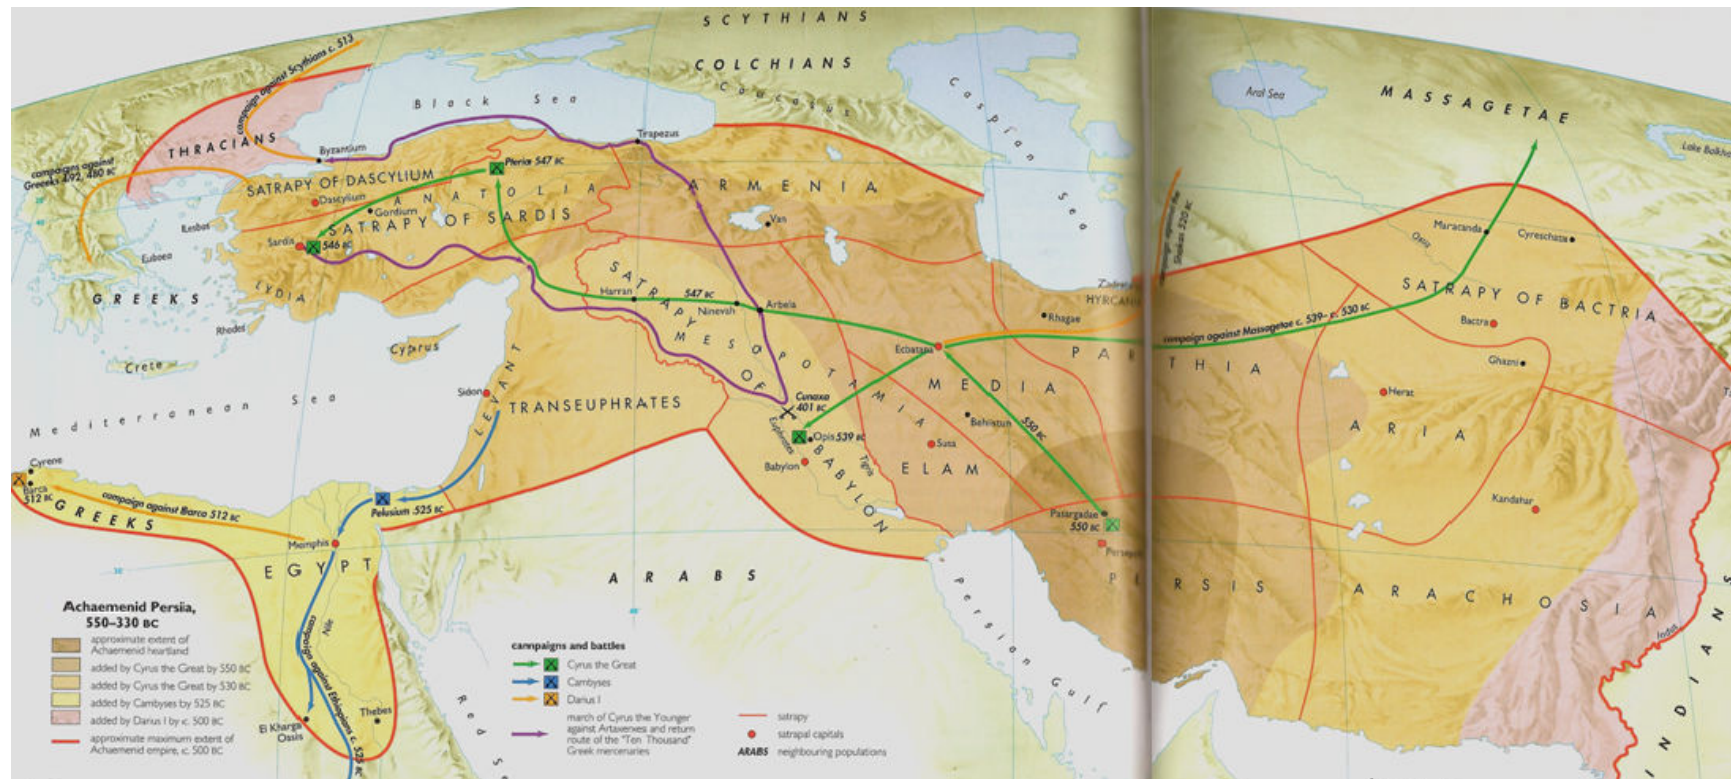 SCYTHIANS
COLCHIANS
Caucasus
Caspian
Sea
Aral Sea
MASSAGETAE
campaign against Scythians c. 513
Black Sea
THRACIANS
Byzantium
Trapezus
campaigns against
Greeks 492, 480 BC
SATRAPY OF DASCYLIUM
Pteria 547 BC
ANATOLIA
ARMENIA
Dascylium
Gordium
SATRAPY OF SARDIS
Lesbos
Sardis
546 BC
Van
Euboea
GREEKS
LYDIA
Rhodes
Crete
Cyprus
Mediterranean Sea
Harran
547 BC
Nineveh
Arbela
SATRAPY
OF
MESOPOTAMIA
Ecbatana
Rhagae
Zadrakarta
HYRCANIA
campaign against the
Sakas 520 BC
Maracanda
Cyreschata
Oxus
SATRAPY OF BACTRIA
Bactra
Ghazni
campaign against Massagetae c. 539– c. 530 BC
PARTHIA
MEDIA
Behistun
550 BC
Sidon
LEVANT
TRANSEUPHRATES
Cunaxa
401 BC
Euphrates
Opis 539 BC
Babylon
BABYLON
Tigris
Susa
ELAM
Herat
ARIA
Kandahar
Pasargadae
550 BC
Persepolis
PERSIS
ARACHOSIA
Indus
INDIANS
Cyrene
Barca
512 BC
GREEKS
campaign against Barca 512 BC
Pelusium 525 BC
Memphis
EGYPT
30
40
Nile
campaign against Ethiopians c. 525 BC
El Kharga
Oasis
Thebes
Red
ARABS
Persian Gulf
Achaemenid Persia,
550–330 BC
approximate extent of
Achaemenid heartland
added by Cyrus the Great by 550 BC
added by Cyrus the Great by 530 BC
added by Cambyses by 525 BC
added by Darius I by c. 500 BC
approximate maximum extent of
Achaemenid empire, c. 500 BC
campaigns and battles
Cyrus the Great
Cambyses
Darius I
march of Cyrus the Younger
against Artaxerxes and return
route of the "Ten Thousand"
Greek mercenaries
satrapy
satrapal capitals
ARABS neighbouring populations